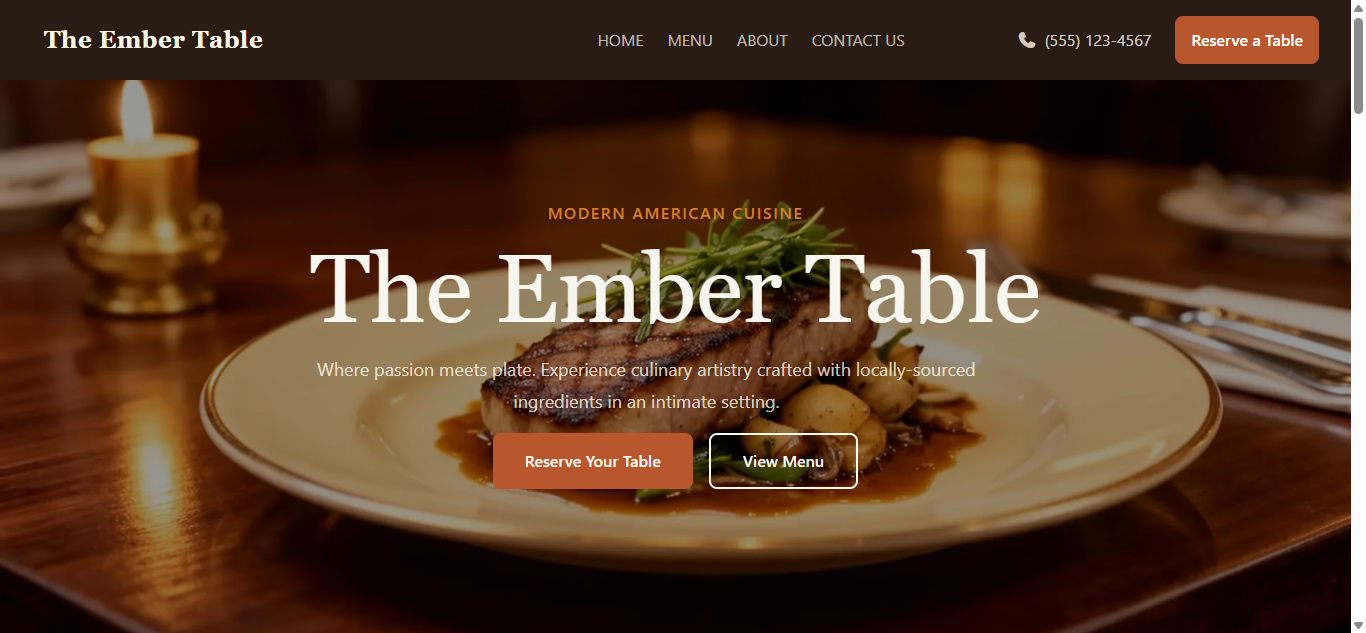 The Ember Table
HOME MENU ABOUT CONTACT US
(555) 123-4567
Reserve a Table
MODERN AMERICAN CUISINE
The Ember Table
Where passion meets plate. Experience culinary artistry crafted with locally-sourced
ingredients in an intimate setting.
Reserve Your Table
View Menu